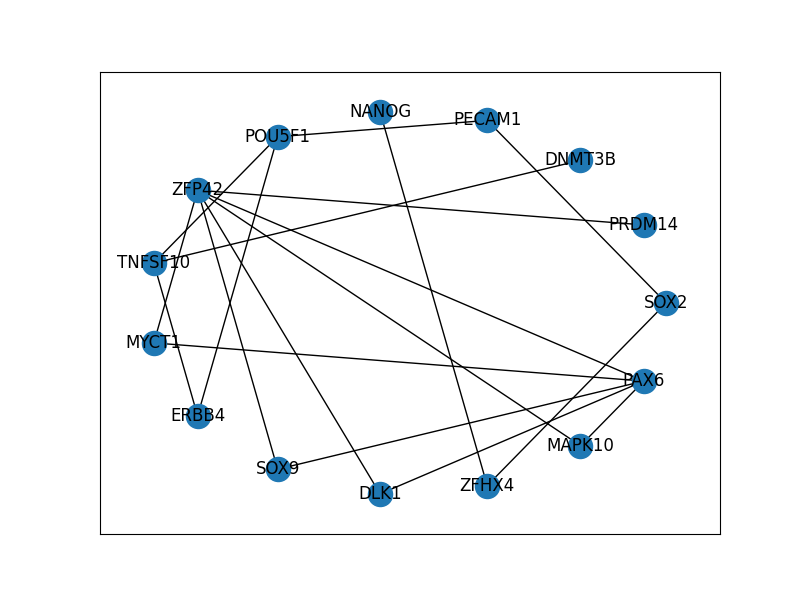 NANOG
PECAM1
POU5F1
DNMT3B
ZFP42
PRDM14
TNFSF10
SOX2
MYCT1
PAX6
ERBB4
MAPK10
SOX9
ZFHX4
DLK1